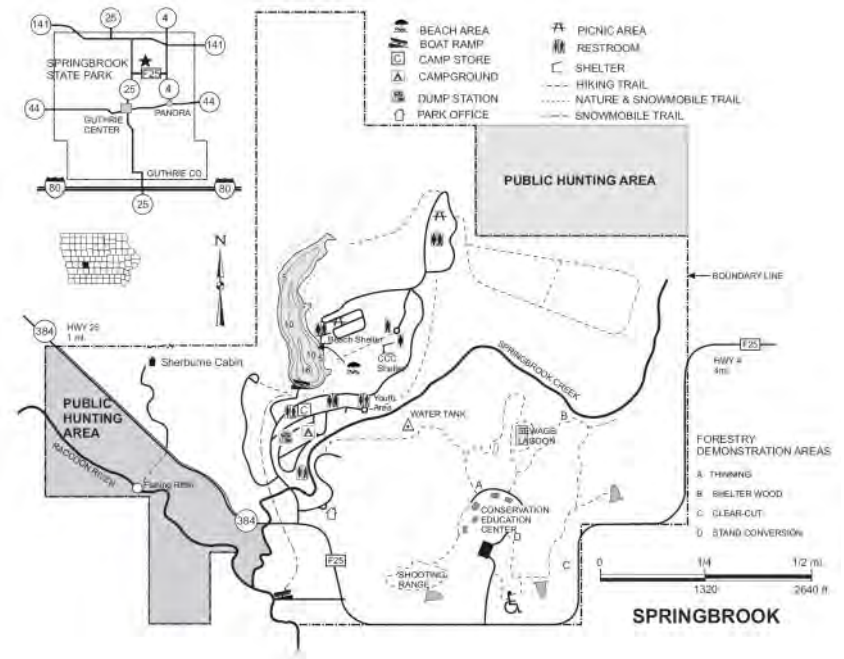 4
25
141
141
SPRINGBROOK
STATE PARK
E25
25
4
44
44
GUTHRIE
CENTER
PANORA
GUTHRIE CO.
80
80
25
BEACH AREA
BOAT RAMP
C CAMP STORE
CAMPGROUND
DUMP STATION
PARK OFFICE
PICNIC AREA
RESTROOM
SHELTER
HIKING TRAIL
NATURE & SNOWMOBILE TRAIL
SNOWMOBILE TRAIL
PUBLIC HUNTING AREA
N
BOUNDARY LINE
384
HWY 25
1 mi.
Sherburne Cabin
5
10
10
Beach Shelter
CCC
Shelter
SPRINGBROOK CREEK
F25
HWY 4
4mi.
PUBLIC
HUNTING
AREA
RACCOON RIVER
C
Youth
Area
WATER TANK
SEWAGE
LAGOON
B
FORESTRY
DEMONSTRATION AREAS
A THINNING
B SHELTER WOOD
C CLEAR-CUT
D STAND CONVERSION
A
CONSERVATION
EDUCATION
CENTER
D
384
F25
SHOOTING
RANGE
C
0 1/4 1/2 mi.
1320 2640 ft.
SPRINGBROOK